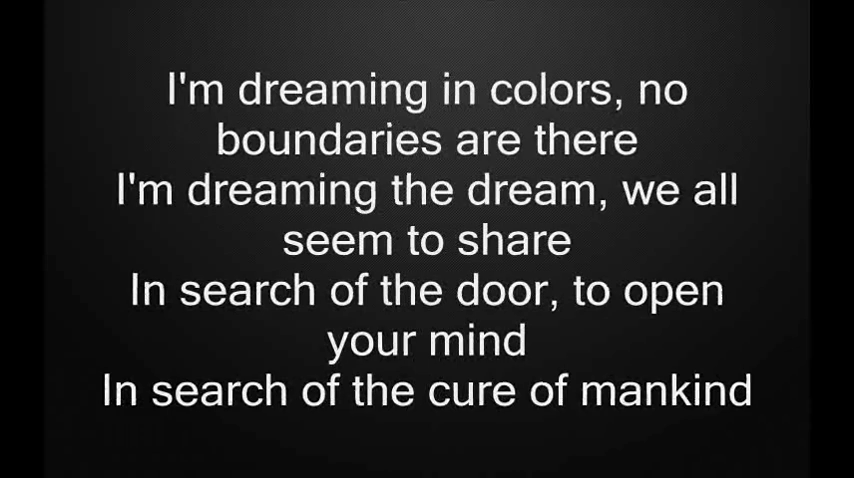 I'm dreaming in colors, no
boundaries are there
I'm dreaming the dream, we all
seem to share
In search of the door, to open
your mind
In search of the cure of mankind